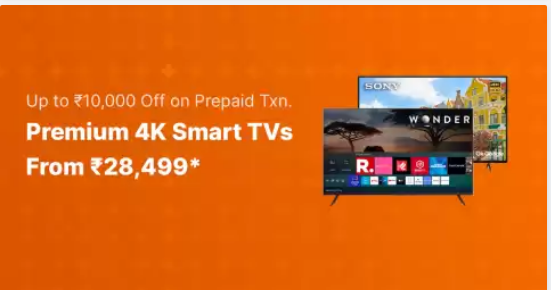 Up to ₹10,000 Off on Prepaid Txn.
Premium 4K Smart TVs
From ₹28,499*
SONY
WONDER
R.